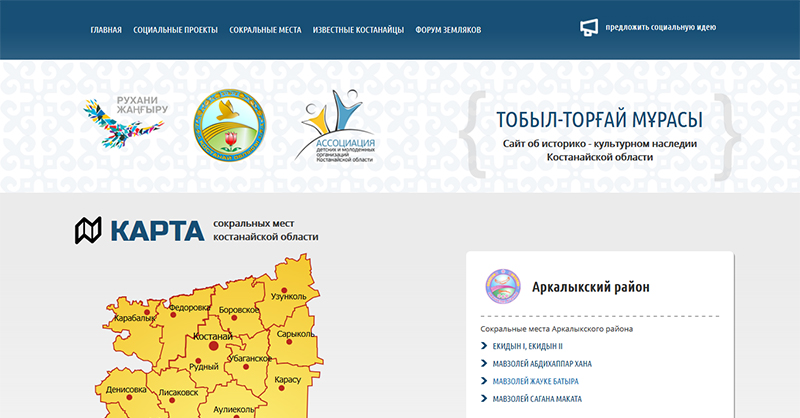 ГЛАВНАЯ СОЦИАЛЬНЫЕ ПРОЕКТЫ СОКРАЛЬНЫЕ МЕСТА ИЗВЕСТНЫЕ КОСТАНАЙЦЫ ФОРУМ ЗЕМЛЯКОВ
предложить социальную идею
РУХАНИ
ЖАҢҒЫРУ
АССОЦИАЦИЯ
детских и молодежных
организаций
Костанайской области
ТОБЫЛ-ТОРҒАЙ МҰРАСЫ
Сайт об историко - культурном наследии
Костанайской области
КАРТА
сокральных мест
костанайской области
Узунколь
Федоровка
Боровское
Карабалык
Костанай
Сарыколь
Убаганское
Рудный
Карасу
Денисовка
Лисаковск
Аулиеколь
Аркалыкский район
Сокральные места Аркалыкского района
ЕКИДЫН I, ЕКИДЫН II
МАВЗОЛЕЙ АБДИХАППАР ХАНА
МАВЗОЛЕЙ ЖАУКЕ БАТЫРА
МАВЗОЛЕЙ САГАНА МАКАТА